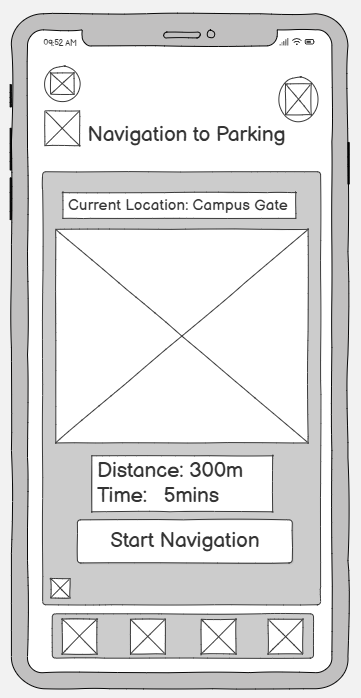 09:52 AM
Navigation to Parking
Current Location: Campus Gate
Distance: 300m
Time: 5mins
Start Navigation